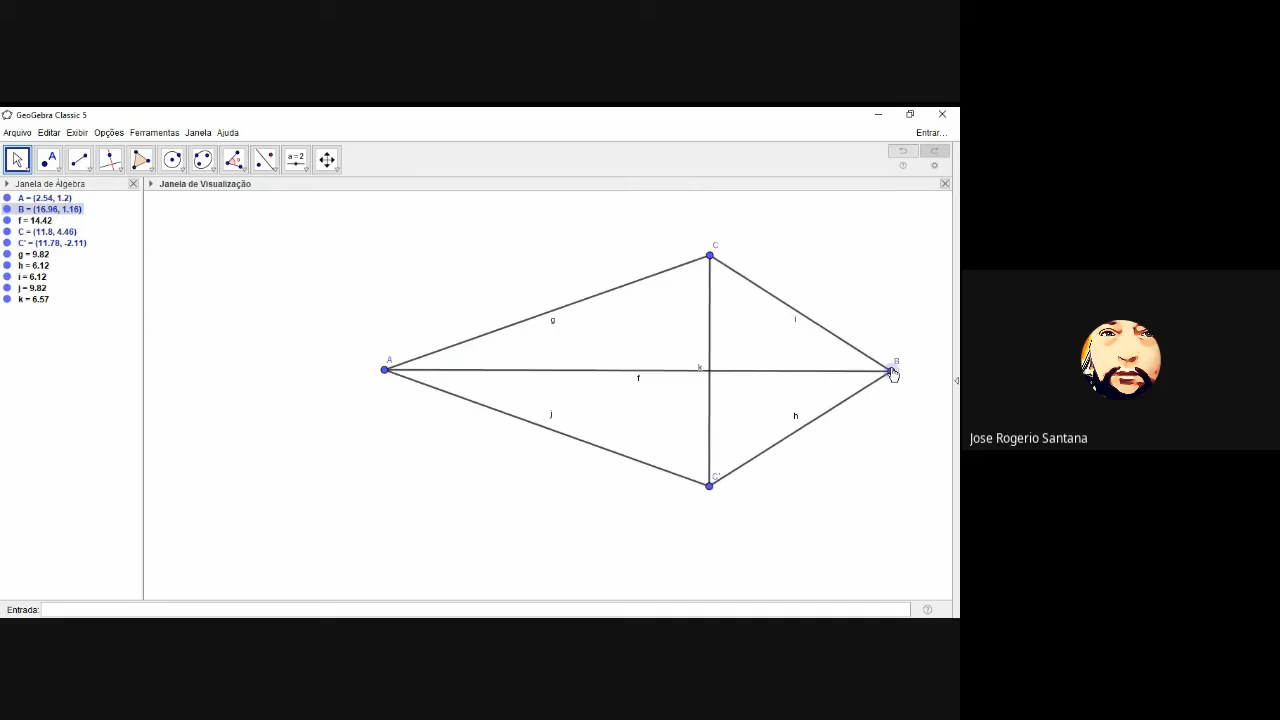 GeoGebra Classic 5
Arquivo Editar Exibir Opções Ferramentas Janela Ajuda
Entrar...
A
a = 2
Janela de Álgebra
Janela de Visualização
A = (2.54, 1.2)
B = (16.96, 1.16)
f = 14.42
C = (11.8, 4.46)
C' = (11.78, -2.11)
g = 9.82
h = 6.12
i = 6.12
j = 9.82
k = 6.57
C
g
i
A
B
k
f
j
h
C'
Jose Rogerio Santana
Entrada: